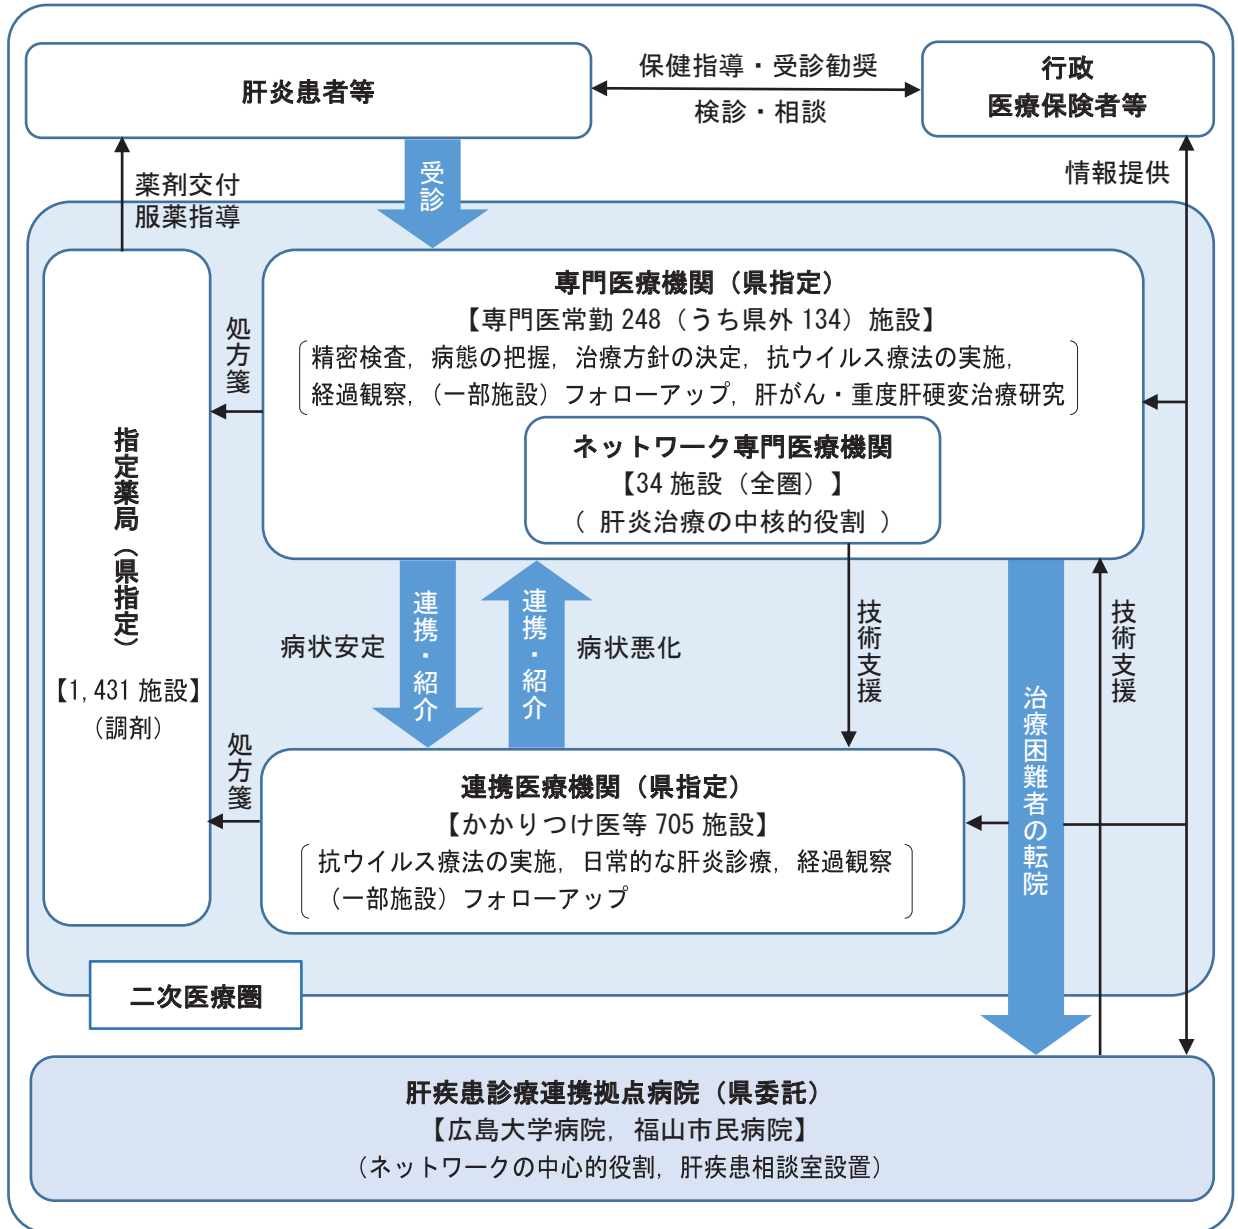 肝炎患者等
保健指導・受診勧奨
検診・相談
行政
医療保険者等
受診
薬剤交付
服薬指導
情報提供
専門医療機関（県指定）
【専門医常勤 248（うち県外 134）施設】
精密検査，病態の把握，治療方針の決定，抗ウイルス療法の実施，
経過観察，（一部施設）フォローアップ，肝がん・重度肝硬変治療研究
処方箋
ネットワーク専門医療機関
【34 施設（全圏）】
（ 肝炎治療の中核的役割 ）
指定薬局（県指定）
【1,431 施設】
（調剤）
病状安定
連携・紹介
連携・紹介
病状悪化
技術支援
技術支援
治療困難者の転院
処方箋
連携医療機関（県指定）
【かかりつけ医等 705 施設】
抗ウイルス療法の実施，日常的な肝炎診療，経過観察
（一部施設）フォローアップ
二次医療圏
肝疾患診療連携拠点病院（県委託）
【広島大学病院，福山市民病院】
（ネットワークの中心的役割，肝疾患相談室設置）